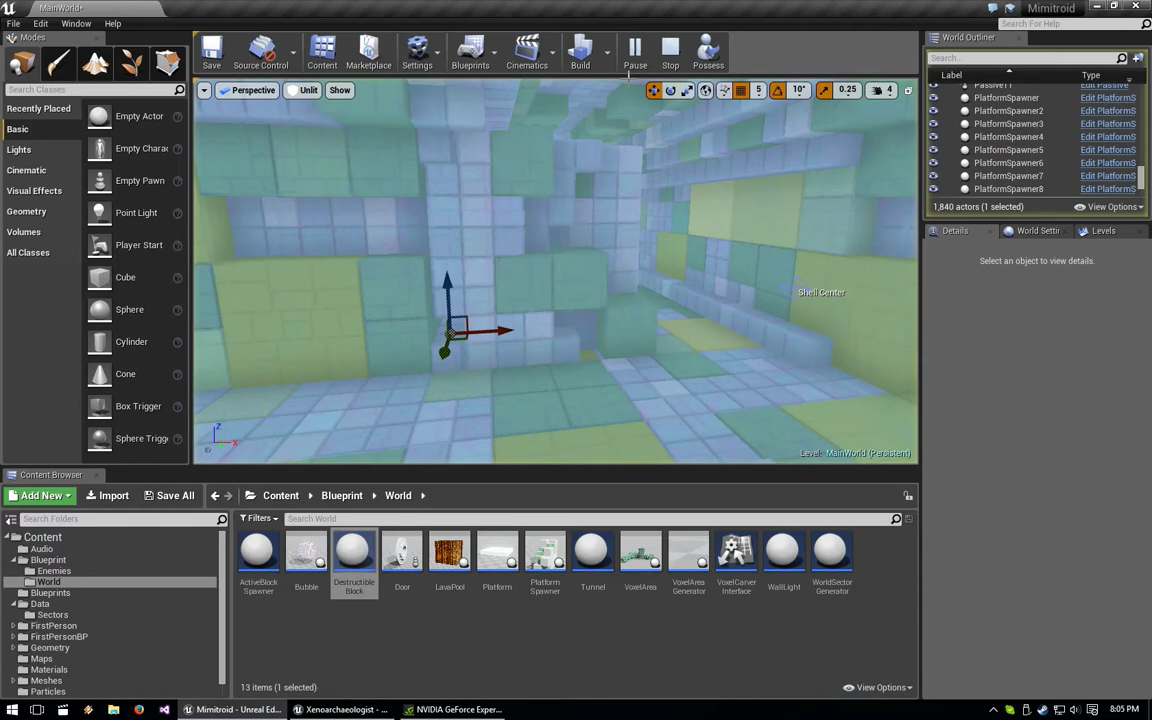 MainWorld*
Mimitroid
File Edit Window Help
Search For Help
Modes
Search Classes
Recently Placed
Basic
Lights
Cinematic
Visual Effects
Geometry
Volumes
All Classes
Empty Actor
Empty Charac
Empty Pawn
Point Light
Player Start
Cube
Sphere
Cylinder
Cone
Box Trigger
Sphere Trigg
Save
Source Control
Content
Marketplace
Settings
Blueprints
Cinematics
Build
Pause
Stop
Possess
Perspective
Unlit
Show
5
10°
0.25
4
Shell Center
Z
X
Level: MainWorld (Persistent)
World Outliner
Search...
Label
Type
Passive11 Edit Passive
PlatformSpawner Edit PlatformS
PlatformSpawner2 Edit PlatformS
PlatformSpawner3 Edit PlatformS
PlatformSpawner4 Edit PlatformS
PlatformSpawner5 Edit PlatformS
PlatformSpawner6 Edit PlatformS
PlatformSpawner7 Edit PlatformS
PlatformSpawner8 Edit PlatformS
1,840 actors (1 selected)
View Options
Details
World Settir
Levels
Select an object to view details.
Content Browser
Add New
Import
Save All
Content
Blueprint
World
Search Folders
Filters
Search World
Content
Audio
Blueprint
Enemies
World
Blueprints
Data
Sectors
FirstPerson
FirstPersonBP
Geometry
Maps
Materials
Meshes
Particles
ActiveBlock
Spawner
Bubble
Destructible
Block
Door
LavaPool
Platform
Platform
Spawner
Tunnel
VoxelArea
VoxelArea
Generator
VoxelCarver
Interface
WallLight
WorldSector
Generator
13 items (1 selected)
View Options
Mimitroid - Unreal Ed...
Xenoarchaeologist - ...
NVIDIA GeForce Exper...
8:05 PM